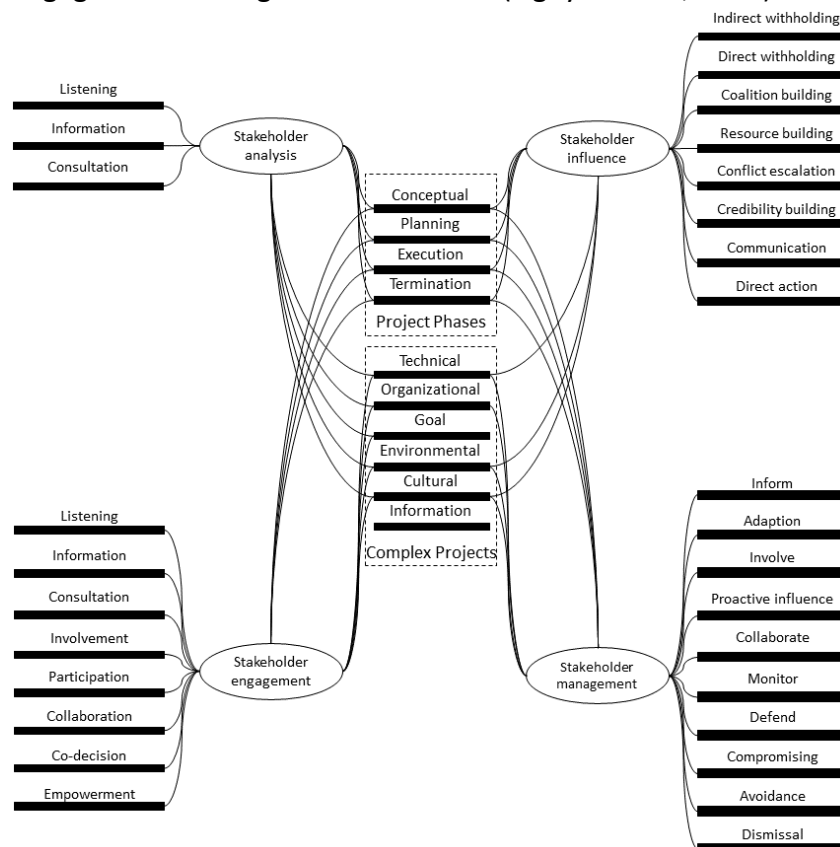 Indirect withholding
Direct withholding
Coalition building
Resource building
Conflict escalation
Credibility building
Communication
Direct action
Listening
Information
Consultation
Stakeholder
analysis
Stakeholder
influence
Conceptual
Planning
Execution
Termination
Project Phases
Technical
Organizational
Goal
Environmental
Cultural
Information
Complex Projects
Listening
Information
Consultation
Involvement
Participation
Collaboration
Co-decision
Empowerment
Stakeholder
engagement
Stakeholder
management
Inform
Adaption
Involve
Proactive influence
Collaborate
Monitor
Defend
Compromising
Avoidance
Dismissal